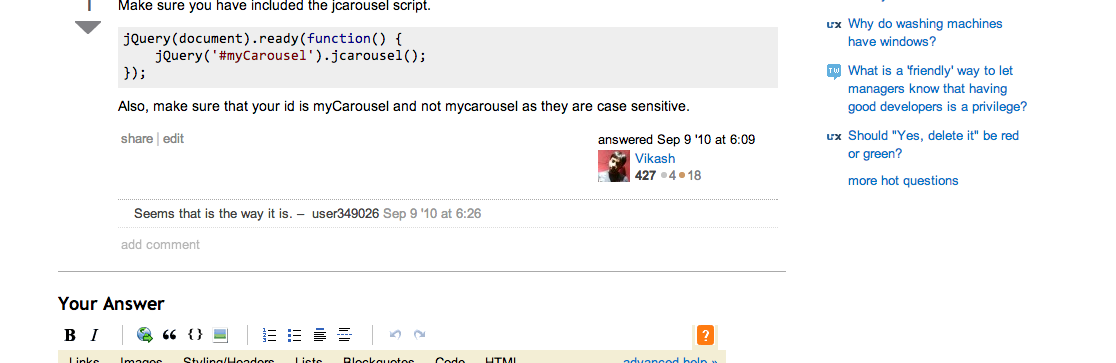 1
Make sure you have included the jcarousel script.
jQuery(document).ready(function() {
jQuery('#myCarousel').jcarousel();
});
Also, make sure that your id is myCarousel and not mycarousel as they are case sensitive.
share | edit
answered Sep 9 '10 at 6:09
Vikash
427 ●4 ●18
Seems that is the way it is. – user349026 Sep 9 '10 at 6:26
add comment
Your Answer
B I {} ?
Links Images Styling/Headers Lists Blockquotes Code HTML advanced help »
ux Why do washing machines
have windows?
TW What is a 'friendly' way to let
managers know that having
good developers is a privilege?
ux Should "Yes, delete it" be red
or green?
more hot questions